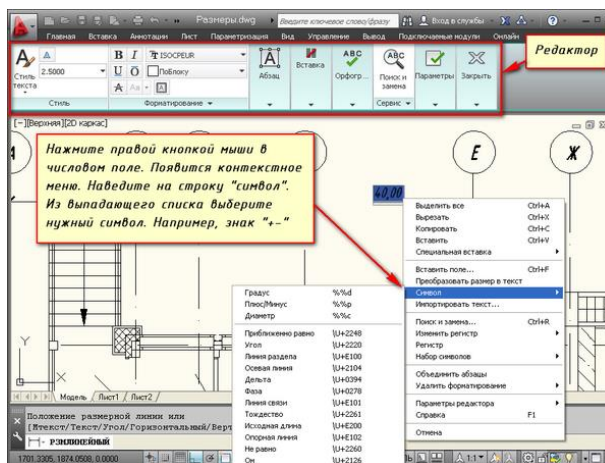 Размеры.dwg
Введите ключевое слово/фразу
Вход в службы
Главная Вставка Аннотации Лист Параметризация Вид Управление Вывод Подключаемые модули Онлайн
Редактор
A
Стиль текста
2.5000
Стиль
B I ISOCPEUR
U O ПоБлоку
Форматирование
Абзац
Вставка
ABC
Орфогр...
ABC
Поиск и замена
Сервис
Параметры
Закрыть
[-][Верхняя][2D каркас]
Нажмите правой кнопкой мыши в
числовом поле. Появится контекстное
меню. Наведите на строку "символ".
Из выпадающего списка выберите
нужный символ. Например, знак "+-"
Е
Ж
40,00
Выделить все Ctrl+A
Вырезать Ctrl+X
Копировать Ctrl+C
Вставить Ctrl+V
Специальная вставка
Вставить поле... Ctrl+F
Преобразовать размер в текст
Символ
Импортировать текст...
Поиск и замена... Ctrl+R
Изменить регистр
Регистр
Набор символов
Объединить абзацы
Удалить форматирование
Параметры редактора
Справка F1
Отмена
Градус %%d
Плюс/Минус %%p
Диаметр %%c
Приближенно равно \U+2248
Угол \U+2220
Линия раздела \U+E100
Осевая линия \U+2104
Дельта \U+0394
Фаза \U+0278
Линия связи \U+E101
Тождество \U+2261
Исходная длина \U+E200
Опорная линия \U+E102
Не равно \U+2260
Ом \U+2126
Y
X
Модель Лист1 Лист2
Положение размерной линии или
[Мтекст/Текст/Угол/Горизонтальный/Верт
РЗМЛИНЕЙНЫЙ
1701.3305, 1874.0508, 0.0000
1:1